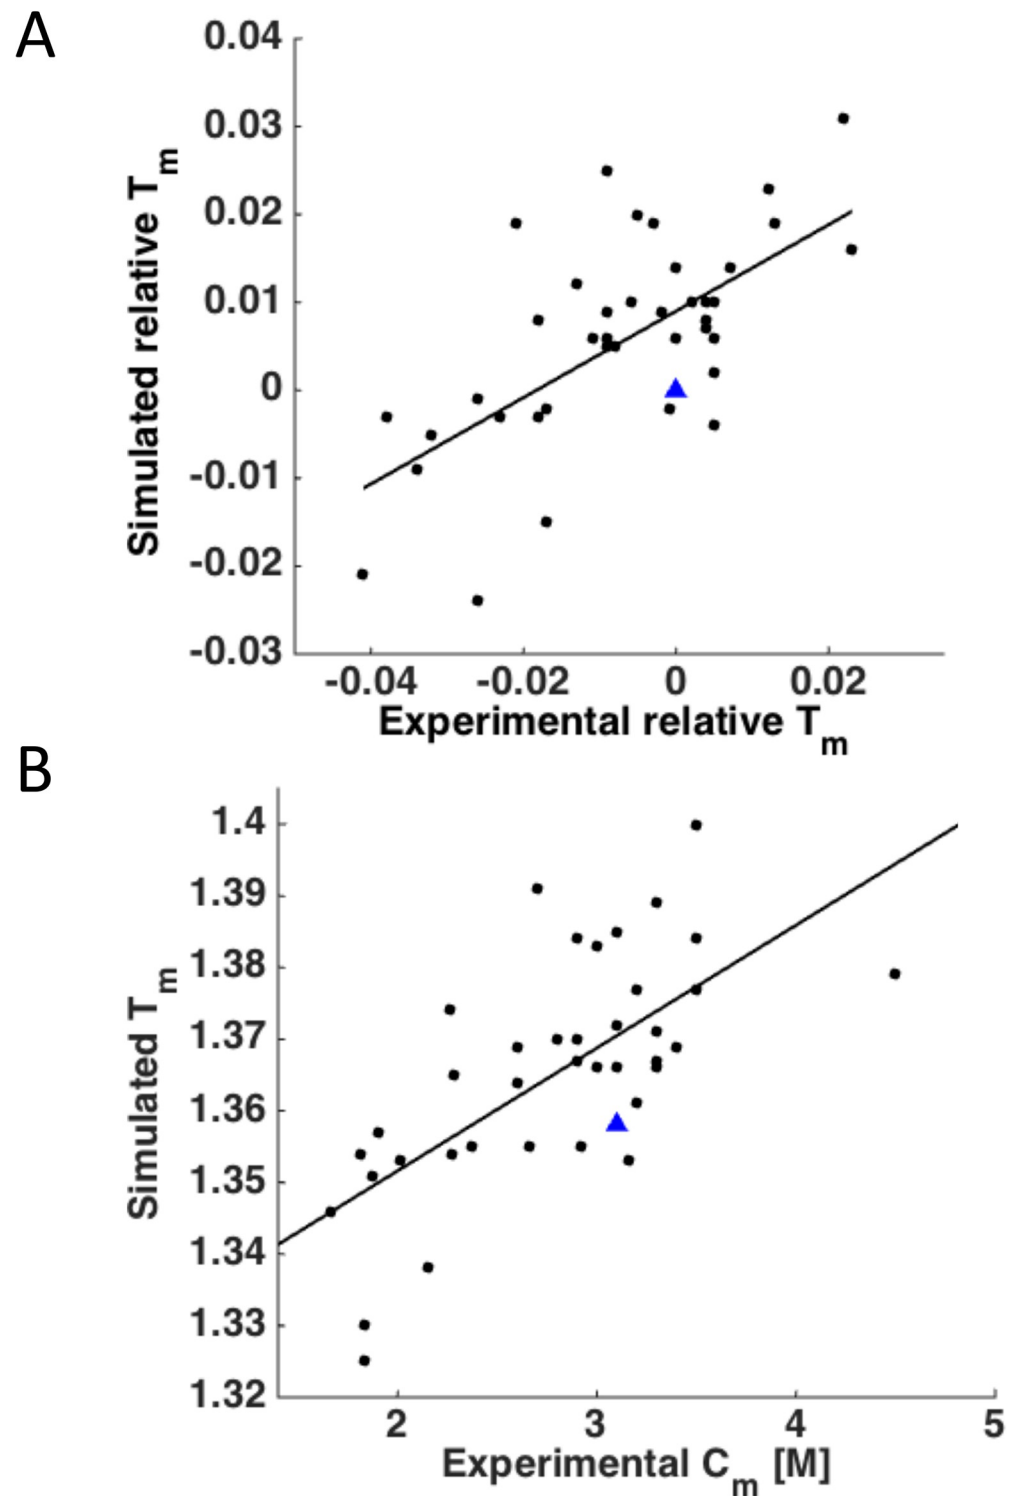 A
0.04
0.03
0.02
0.01
0
-0.01
-0.02
-0.03
Simulated relative Tm
-0.04 -0.02 0 0.02
Experimental relative Tm
B
1.4
1.39
1.38
1.37
1.36
1.35
1.34
1.33
1.32
Simulated Tm
2 3 4 5
Experimental Cm [M]